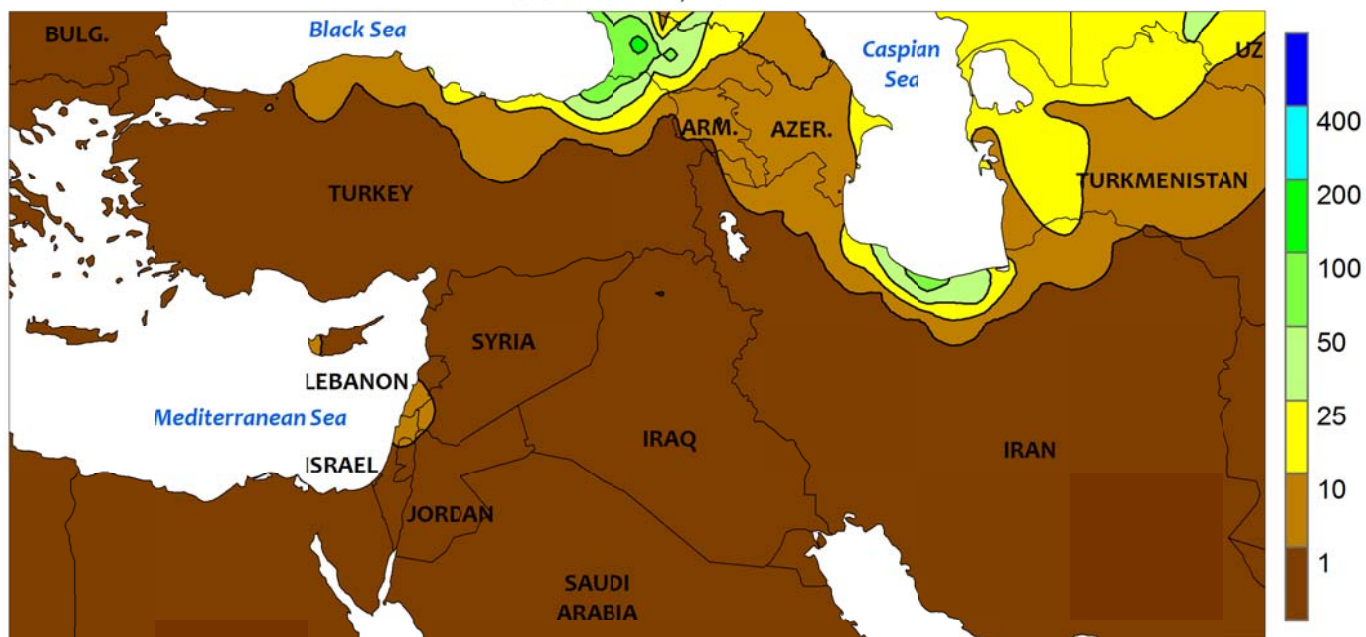 BULG.
Black Sea
Caspian
Sea
UZ
ARM.
AZER.
TURKEY
TURKMENISTAN
SYRIA
LEBANON
Mediterranean Sea
IRAQ
IRAN
ISRAEL
JORDAN
SAUDI
ARABIA
400
200
100
50
25
10
1